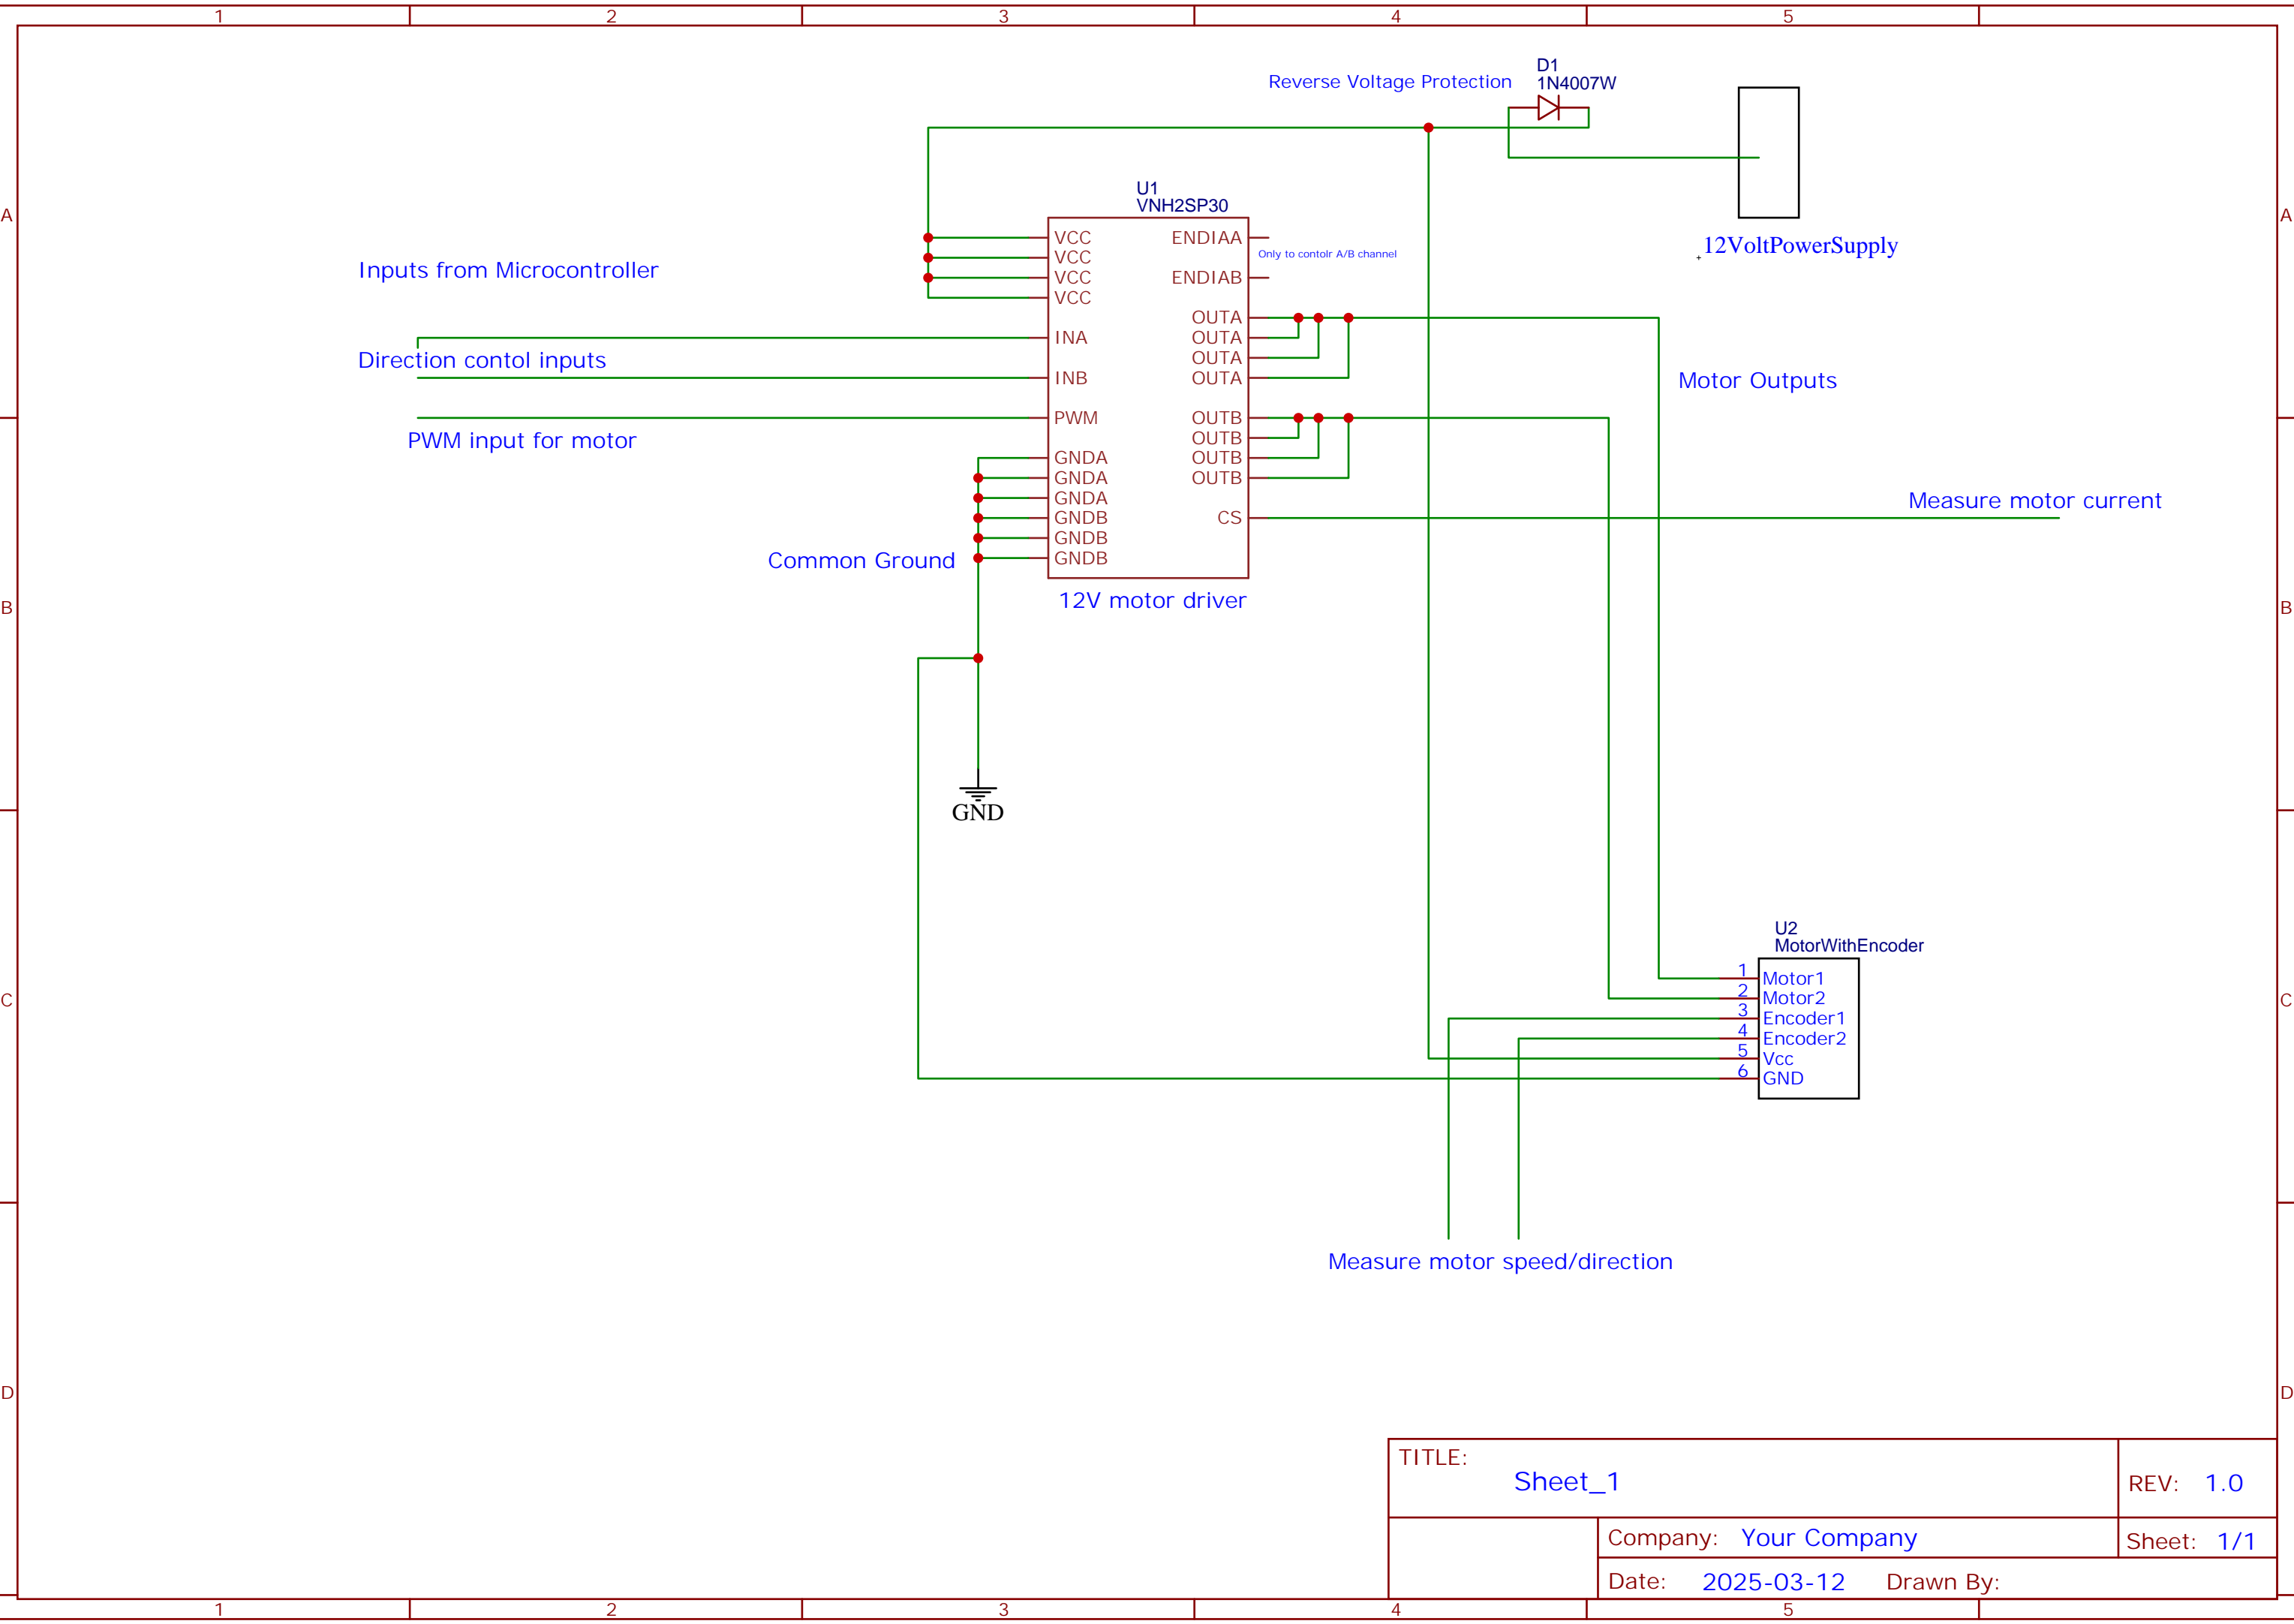 1 2 3 4 5
D1
Reverse Voltage Protection 1N4007W
U1
VNH2SP30
A A
VCC ENDIAA
12VoltPowerSupply
VCC Only to contolr A/B channel
Inputs from Microcontroller
VCC ENDIAB
VCC
OUTA
INA OUTA
Direction contol inputs OUTA
INB OUTA Motor Outputs
PWM OUTB
PWM input for motor OUTB
GNDA OUTB
GNDA OUTB
GNDA Measure motor current
GNDB CS
GNDB
Common Ground GNDB
12V motor driver
B B
GND
U2
MotorWithEncoder
1 Motor1
2 Motor2
C C
3 Encoder1
4 Encoder2
5 Vcc
6 GND
Measure motor speed/direction
D D
TITLE:
Sheet_1 REV: 1.0
Company: Your Company Sheet: 1/1
Date: 2025-03-12 Drawn By:
1 2 3 4 5